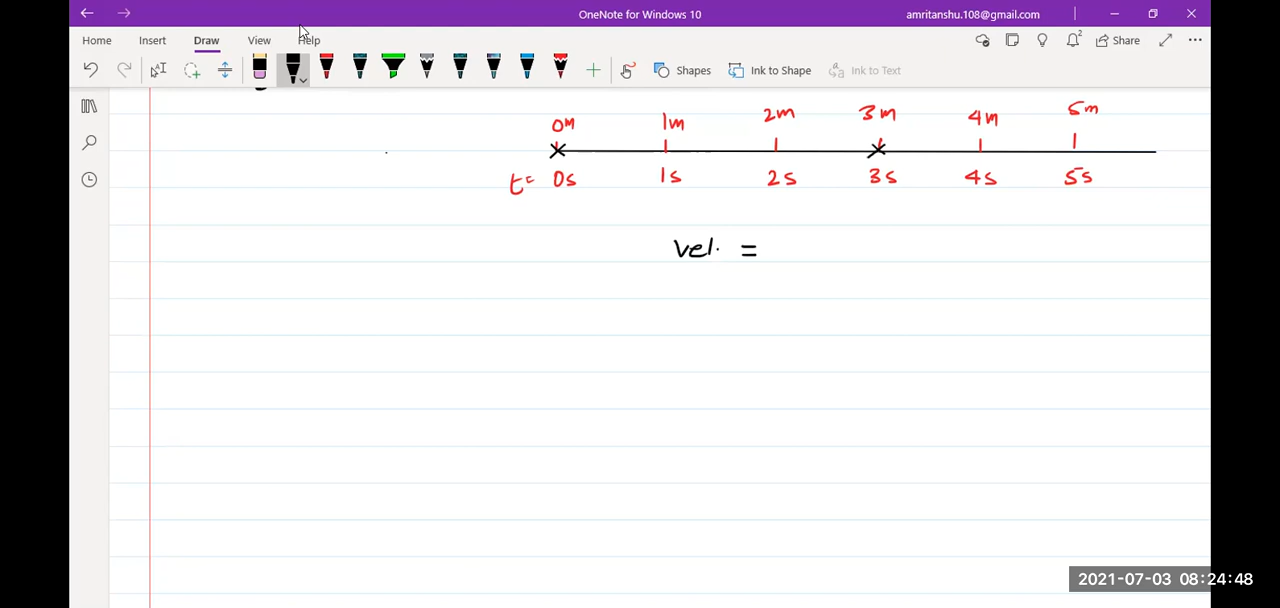 OneNote for Windows 10
amritanshu.108@gmail.com
Home Insert Draw View Help
Share
Shapes Ink to Shape Ink to Text
0m 1m 2m 3m 4m 5m
t= 0s 1s 2s 3s 4s 5s
vel. =
2021-07-03 08:24:48